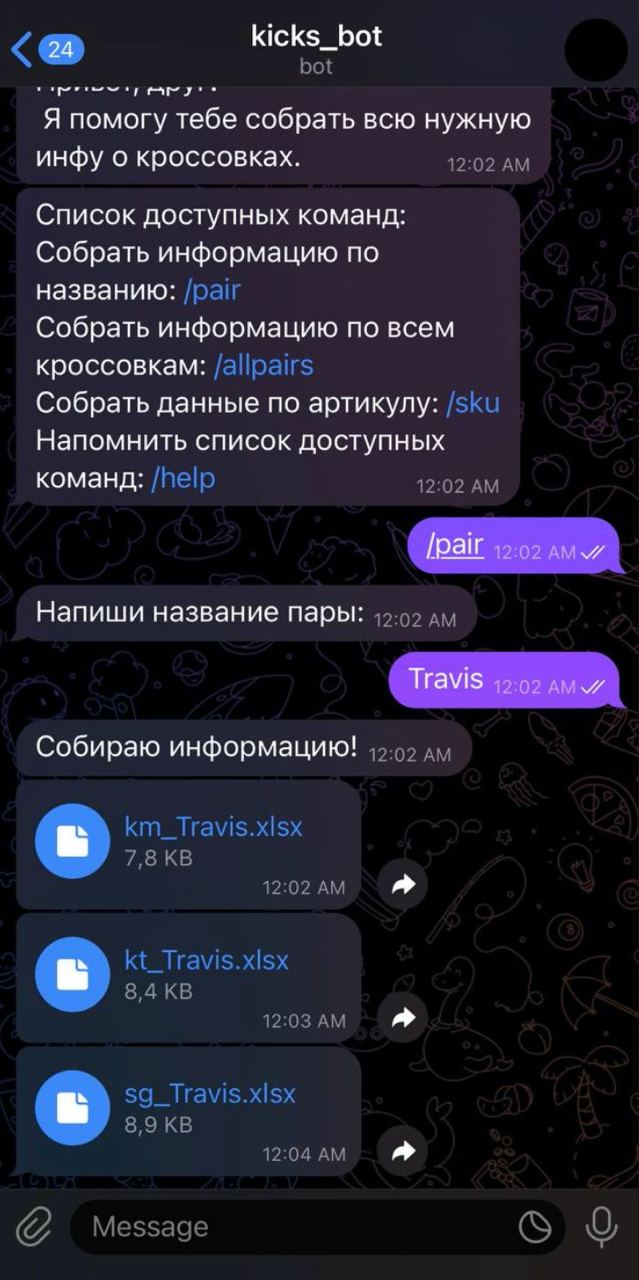 24
kicks_bot
bot
Привет, друг!
Я помогу тебе собрать всю нужную
инфу о кроссовках. 12:02 AM
Список доступных команд:
Собрать информацию по
названию: /pair
Собрать информацию по всем
кроссовкам: /allpairs
Собрать данные по артикулу: /sku
Напомнить список доступных
команд: /help 12:02 AM
/pair 12:02 AM
Напиши название пары: 12:02 AM
Travis 12:02 AM
Собираю информацию! 12:02 AM
km_Travis.xlsx
7,8 KB
12:02 AM
kt_Travis.xlsx
8,4 KB
12:03 AM
sg_Travis.xlsx
8,9 KB
12:04 AM
Message